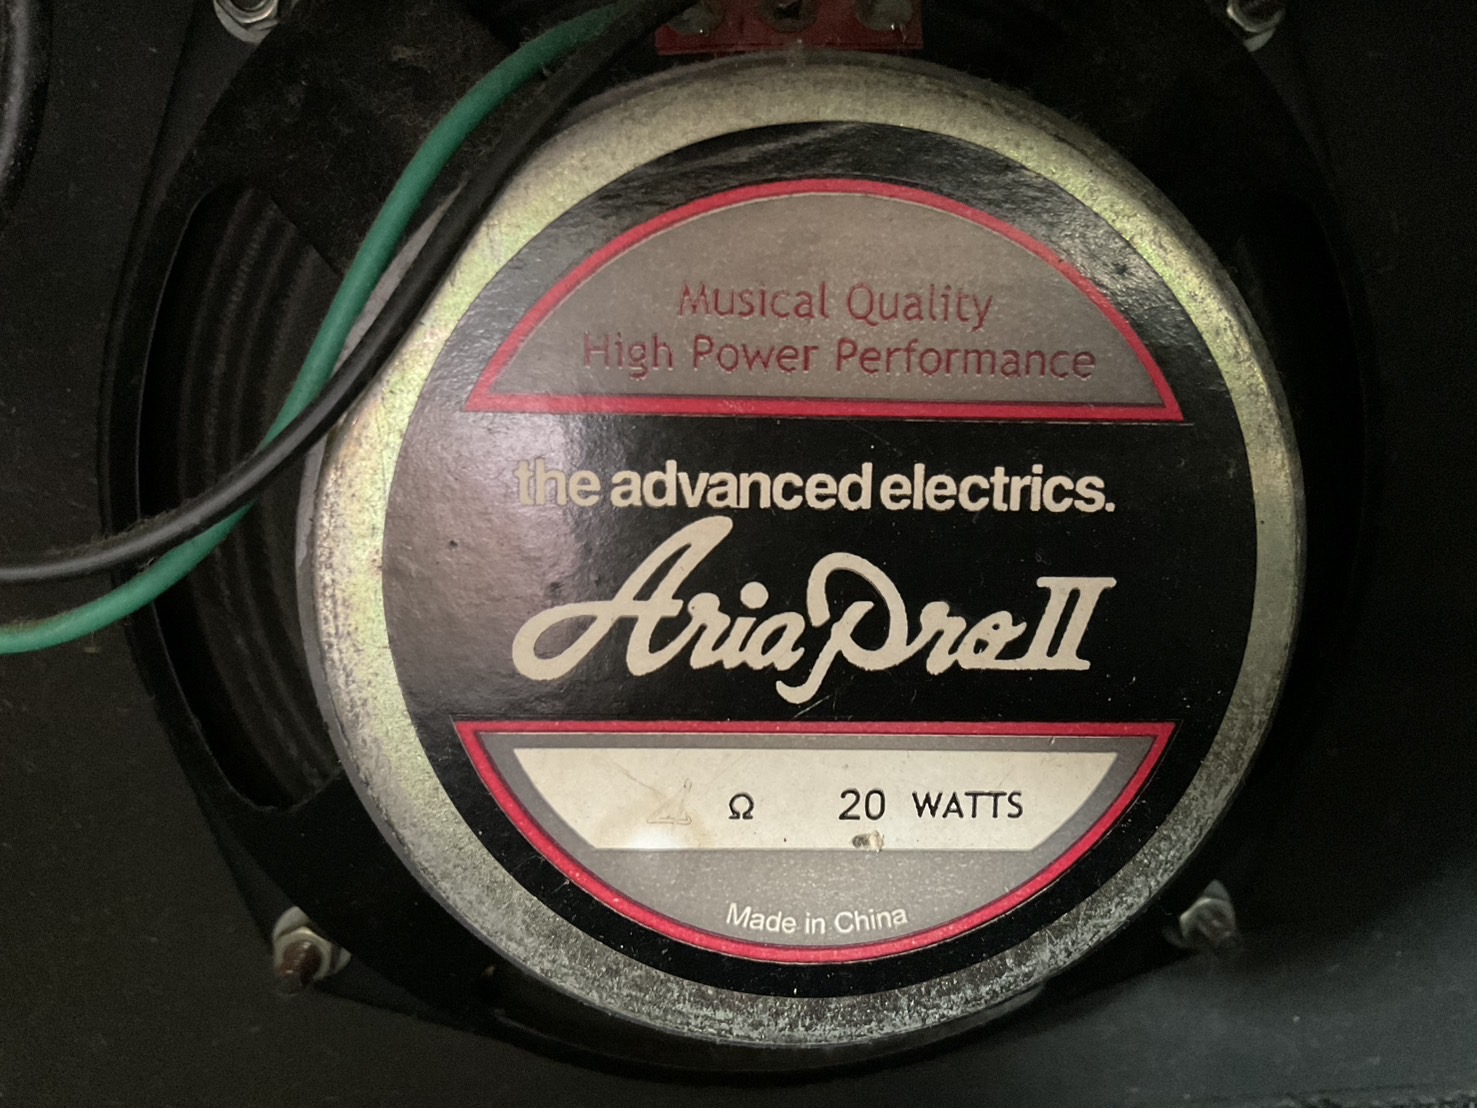 Musical Quality
High Power Performance
the advanced electrics.
Aria Pro II
Ω 20 WATTS
Made in China